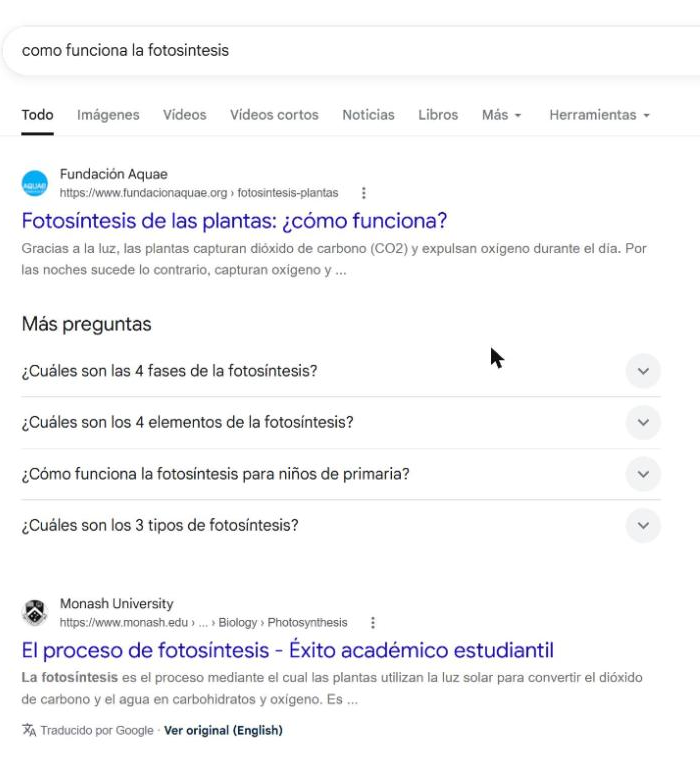 como funciona la fotosintesis
Todo Imágenes Vídeos Vídeos cortos Noticias Libros Más Herramientas
AQUAE
Fundación Aquae
https://www.fundacionaquae.org › fotosintesis-plantas
Fotosíntesis de las plantas: ¿cómo funciona?
Gracias a la luz, las plantas capturan dióxido de carbono (CO2) y expulsan oxígeno durante el día. Por
las noches sucede lo contrario, capturan oxígeno y ...
Más preguntas
¿Cuáles son las 4 fases de la fotosíntesis?
¿Cuáles son los 4 elementos de la fotosíntesis?
¿Cómo funciona la fotosíntesis para niños de primaria?
¿Cuáles son los 3 tipos de fotosíntesis?
Monash University
https://www.monash.edu › ... › Biology › Photosynthesis
El proceso de fotosíntesis - Éxito académico estudiantil
La fotosíntesis es el proceso mediante el cual las plantas utilizan la luz solar para convertir el dióxido
de carbono y el agua en carbohidratos y oxígeno. Es ...
Traducido por Google · Ver original (English)